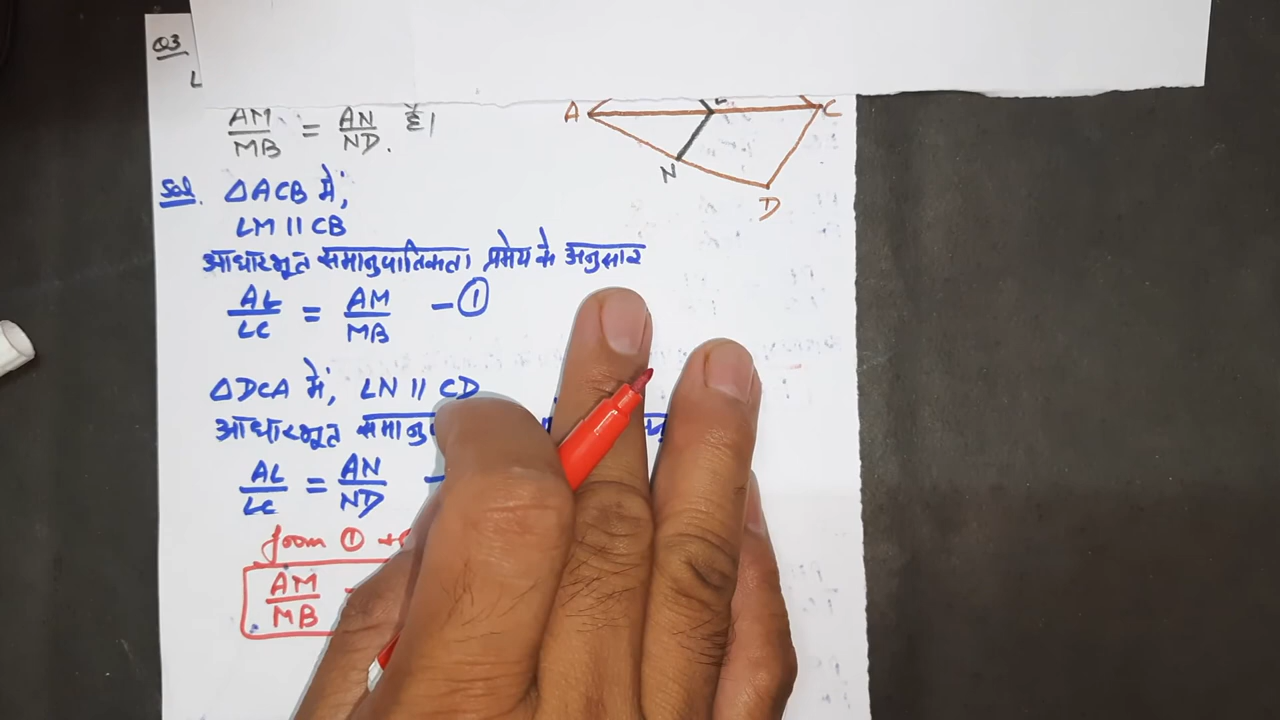 Q3
L
AM/MB = AN/ND. है।
A
C
N
D
Sol. △ACB में,
LM || CB
आधारभूत समानुपातिकता प्रमेय के अनुसार
AL/LC = AM/MB - ①
△DCA में, LN || CD
आधारभूत
AL/LC = AN/ND -
from ①
AM/MB